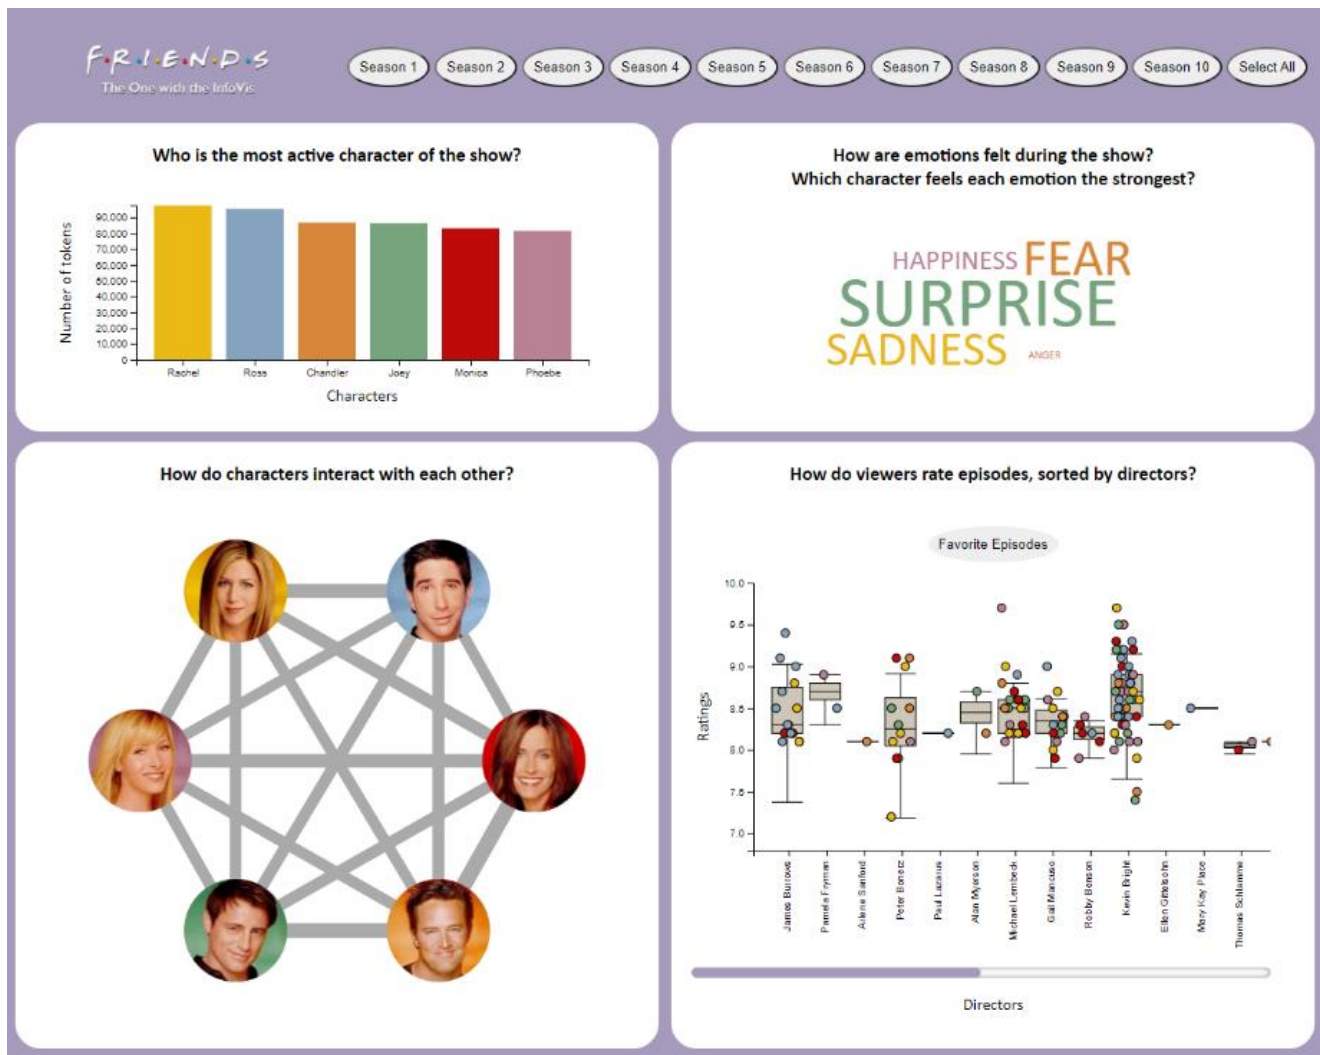 F·R·I·E·N·D·S
The One with the InfoVis
Season 1
Season 2
Season 3
Season 4
Season 5
Season 6
Season 7
Season 8
Season 9
Season 10
Select All
Who is the most active character of the show?
Number of tokens
90,000
80,000
70,000
60,000
50,000
40,000
30,000
20,000
10,000
0
Rachel
Ross
Chandler
Joey
Monica
Phoebe
Characters
How are emotions felt during the show?
Which character feels each emotion the strongest?
HAPPINESS
FEAR
SURPRISE
SADNESS
ANGER
How do characters interact with each other?
How do viewers rate episodes, sorted by directors?
Favorite Episodes
Ratings
10.0
9.5
9.0
8.5
8.0
7.5
7.0
James Burrows
Pamela Fryman
Arlene Sanford
Peter Bonerz
Paul Lazarus
Alan Myerson
Michael Lembeck
Gail Mancuso
Robby Benson
Kevin Bright
Ellen Gittelsohn
Mary Kay Place
Thomas Schlamme
Directors